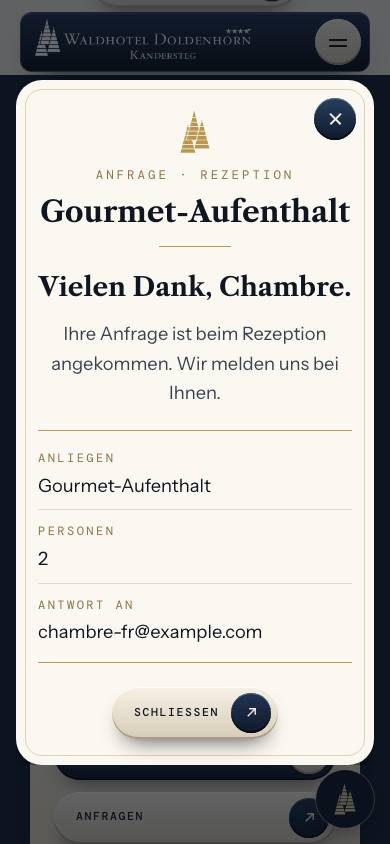 WALDHOTEL DOLDENHORN
KANDERSTEG
ANFRAGE · REZEPTION
Gourmet-Aufenthalt
Vielen Dank, Chambre.
Ihre Anfrage ist beim Rezeption
angekommen. Wir melden uns bei
Ihnen.
ANLIEGEN
Gourmet-Aufenthalt
PERSONEN
2
ANTWORT AN
chambre-fr@example.com
SCHLIESSEN
ANFRAGEN